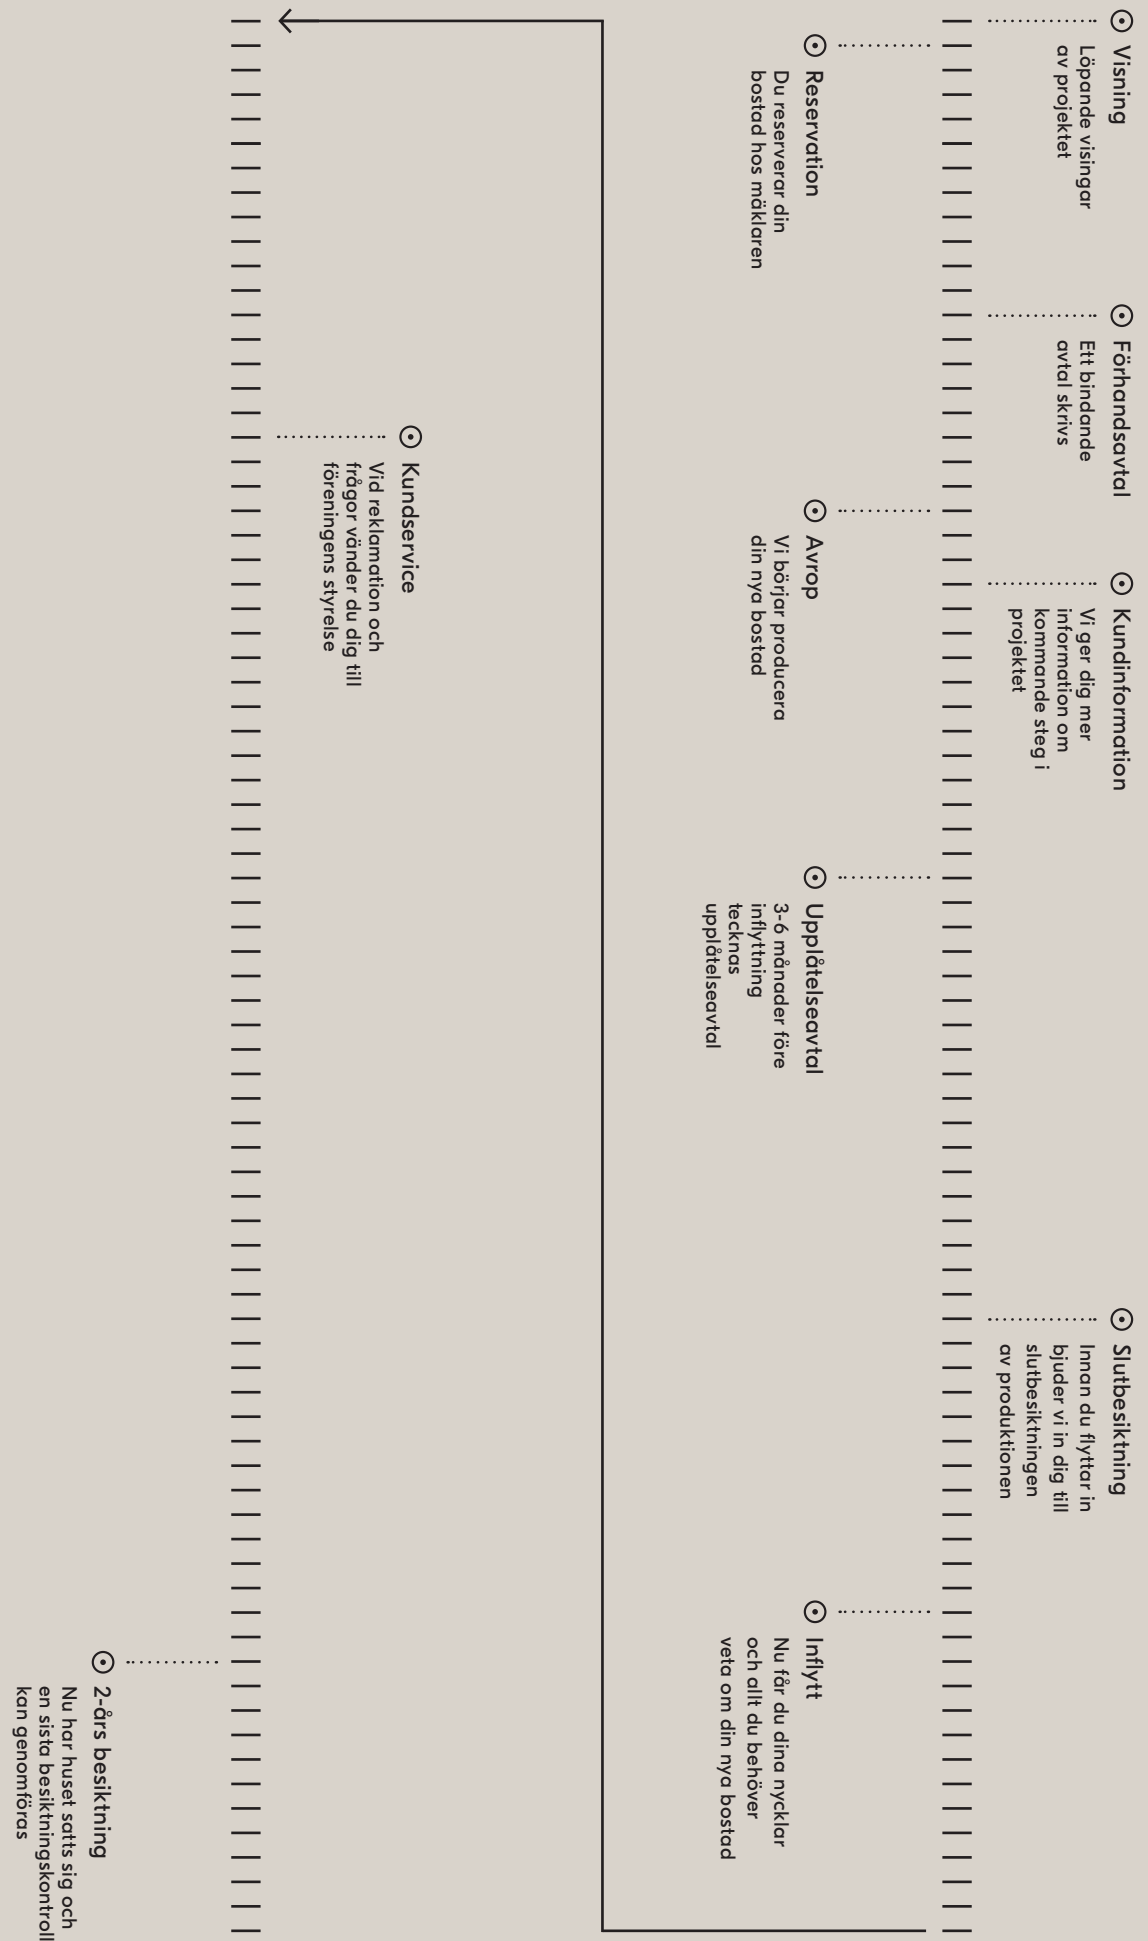 Visning
Löpande visingar
av projektet
Reservation
Du reserverar din
bostad hos mäklaren
Förhandsavtal
Ett bindande
avtal skrivs
Avrop
Vi börjar producera
din nya bostad
Kundinformation
Vi ger dig mer
information om
kommande steg i
projektet
Upplåtelseavtal
3-6 månader före
inflyttning
tecknas
upplåtelseavtal
Slutbesiktning
Innan du flyttar in
bjuder vi in dig till
slutbesiktningen
av produktionen
Inflytt
Nu får du dina nycklar
och allt du behöver
veta om din nya bostad
Kundservice
Vid reklamation och
frågor vänder du dig till
föreningens styrelse
2-års besiktning
Nu har huset satts sig och
en sista besiktningskontroll
kan genomföras